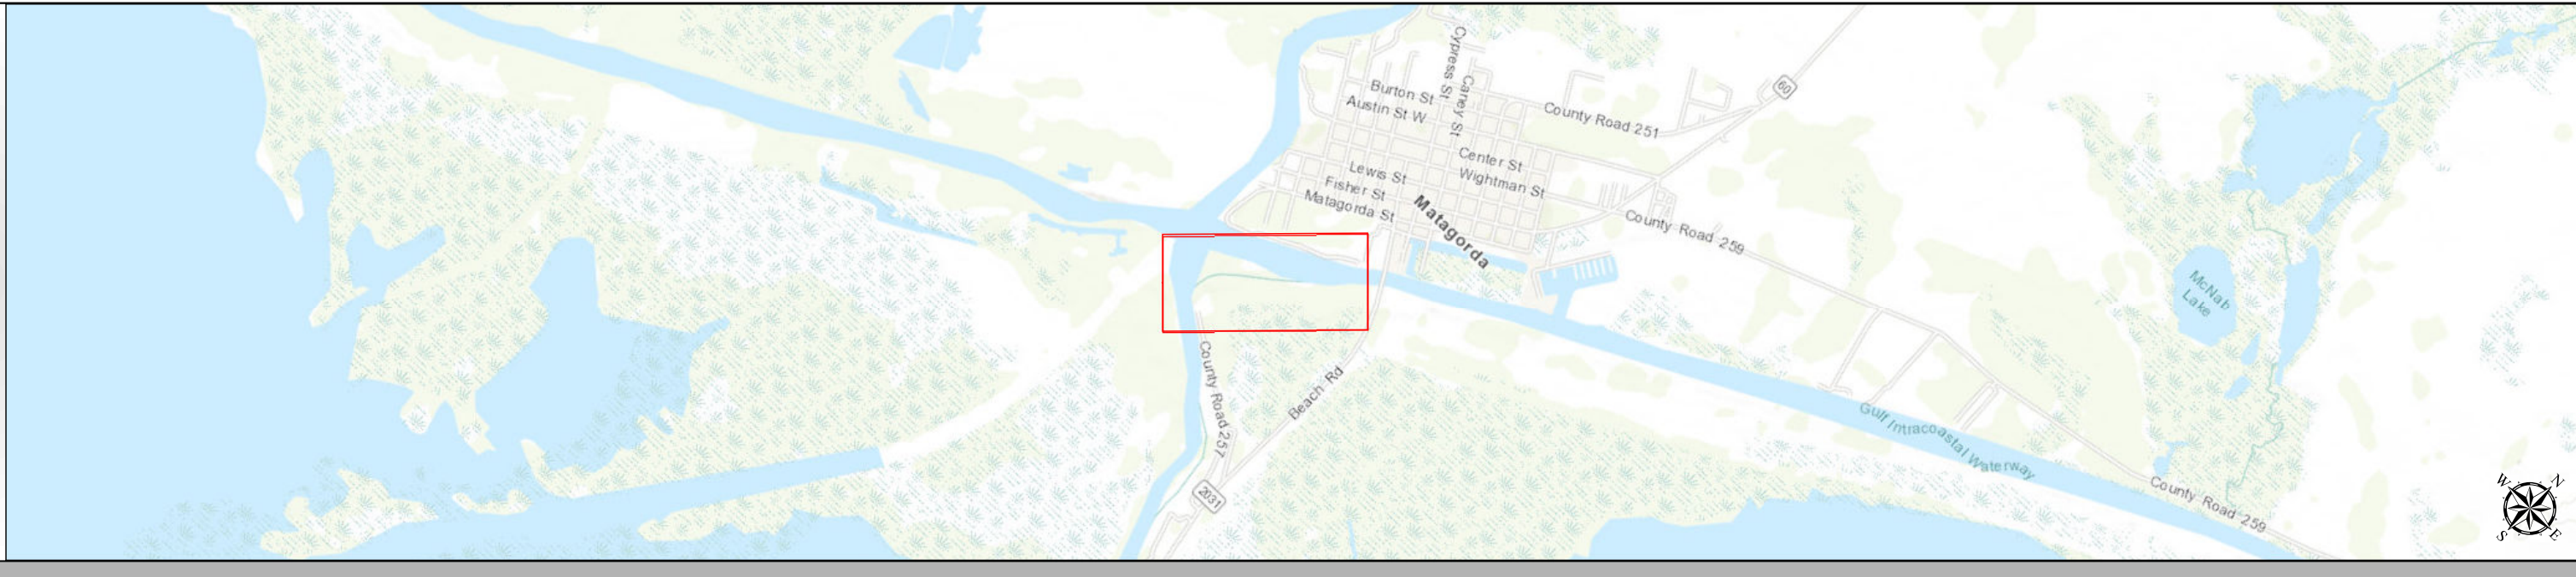 Cypress St
Caney St
Burton St
Austin St W
60
County Road 251
Center St
Wightman St
Lewis St
Fisher St
Matagorda St
Matagorda
County Road 259
McNab
Lake
County Road 257
Beach Rd
Gulf Intracoastal Waterway
2031
County Road 259
W
N
S
E